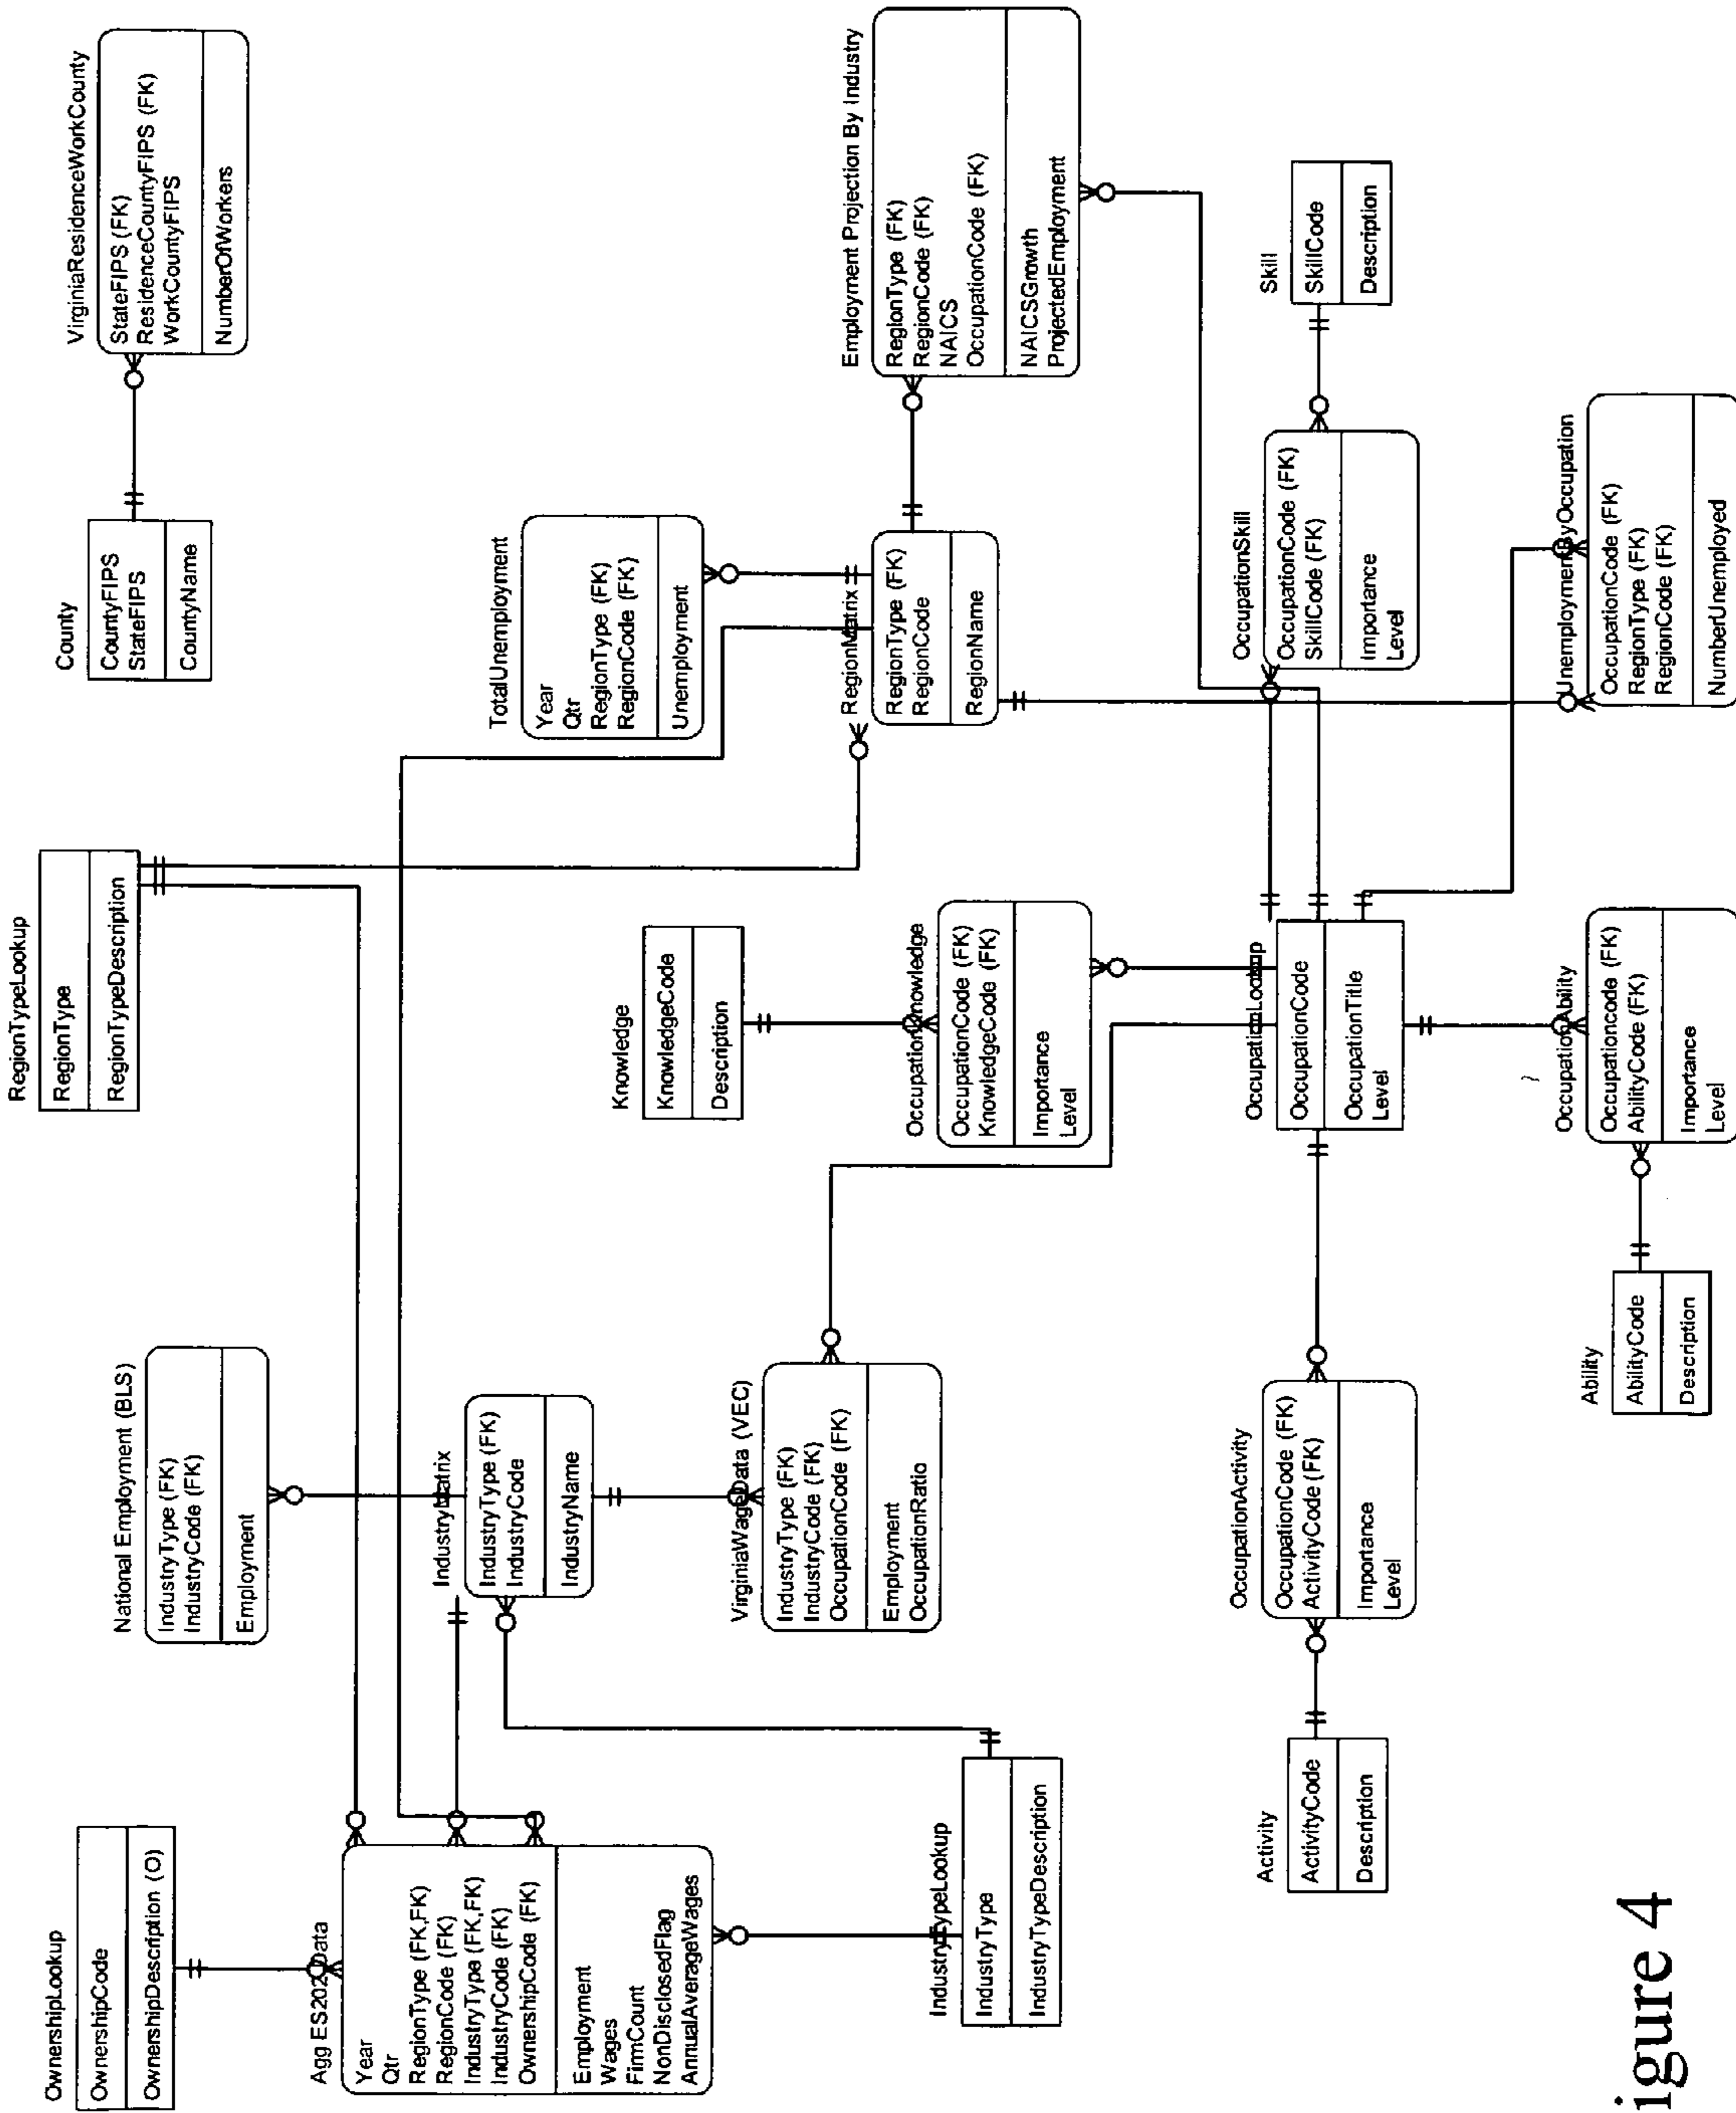 OwnershipLookup
OwnershipCode
OwnershipDescription (O)
Agg ES202 Data
Year
Qtr
RegionType (FK,FK)
RegionCode (FK)
IndustryType (FK,FK)
IndustryCode (FK)
OwnershipCode (FK)
Employment
Wages
FirmCount
NonDisclosedFlag
AnnualAverageWages
IndustryTypeLookup
IndustryType
IndustryTypeDescription
National Employment (BLS)
IndustryType (FK)
IndustryCode (FK)
Employment
IndustryMatrix
IndustryType (FK)
IndustryCode
IndustryName
VirginiaWageData (VEC)
IndustryType (FK)
IndustryCode (FK)
OccupationCode (FK)
Employment
OccupationRatio
RegionTypeLookup
RegionType
RegionTypeDescription
Knowledge
KnowledgeCode
Description
OccupationKnowledge
OccupationCode (FK)
KnowledgeCode (FK)
Importance
Level
OccupationLookup
OccupationCode
OccupationTitle
Level
County
CountyFIPS
StateFIPS
CountyName
VirginiaResidenceWorkCounty
StateFIPS (FK)
ResidenceCountyFIPS (FK)
WorkCountyFIPS
NumberOfWorkers
TotalUnemployment
Year
Qtr
RegionType (FK)
RegionCode (FK)
Unemployment
RegionMatrix
RegionType (FK)
RegionCode
RegionName
Employment Projection By Industry
RegionType (FK)
RegionCode (FK)
NAICS
OccupationCode (FK)
NAICSGrowth
ProjectedEmployment
OccupationSkill
OccupationCode (FK)
SkillCode (FK)
Importance
Level
Skill
SkillCode
Description
UnemploymentByOccupation
OccupationCode (FK)
RegionType (FK)
RegionCode (FK)
NumberUnemployed
Activity
ActivityCode
Description
OccupationActivity
OccupationCode (FK)
ActivityCode (FK)
Importance
Level
Ability
AbilityCode
Description
OccupationAbility
Occupationcode (FK)
AbilityCode (FK)
Importance
Level
igure 4